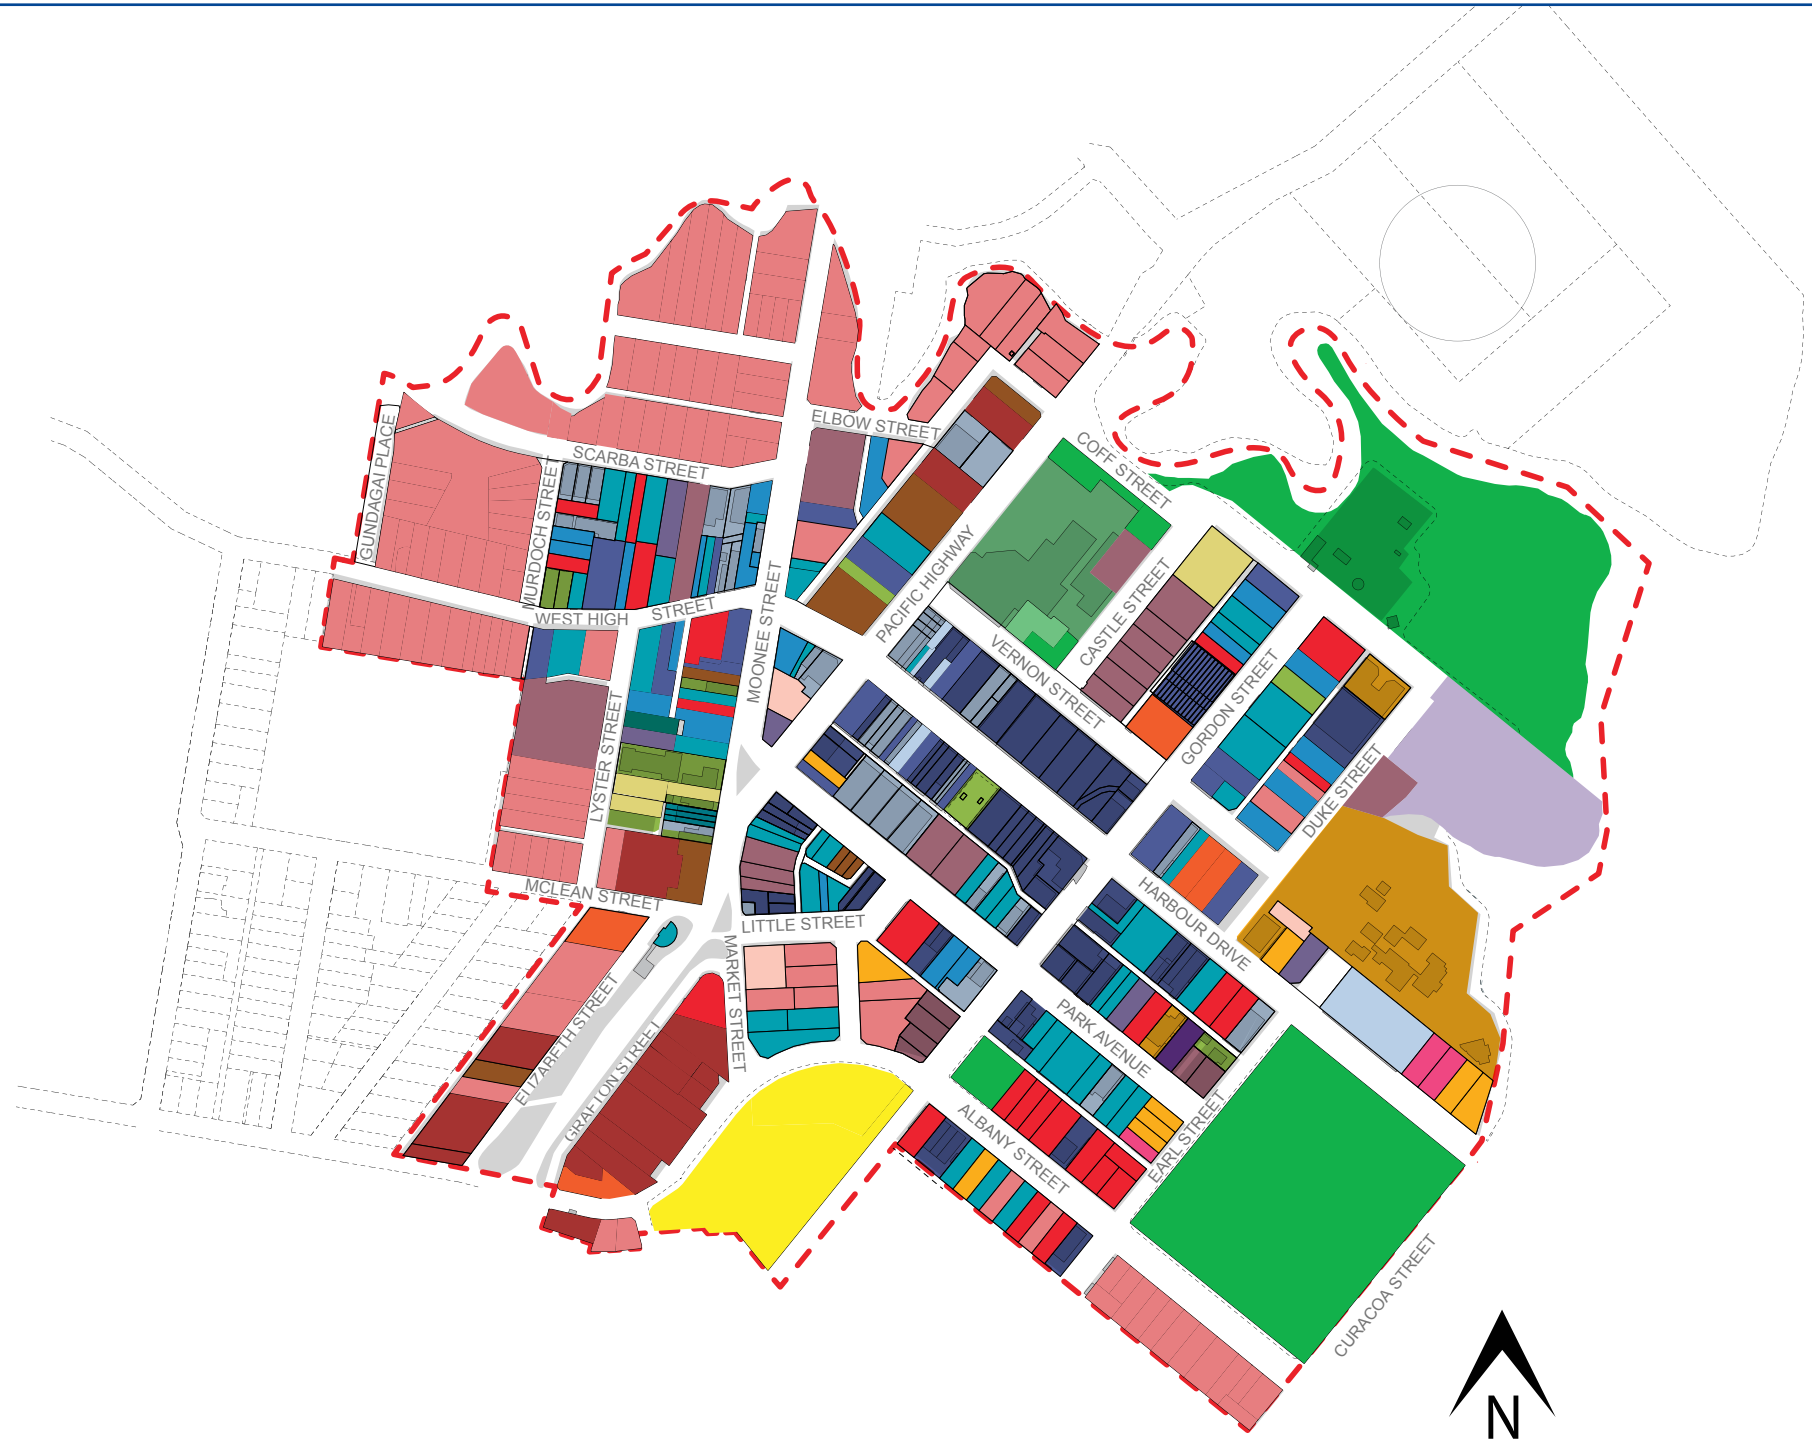 ELBOW STREET
COFF STREET
GUNDAGAI PLACE
SCARBA STREET
MURDOCH STREET
PACIFIC HIGHWAY
CASTLE STREET
WEST HIGH STREET
MOONEE STREET
VERNON STREET
GORDON STREET
LYSTER STREET
DUKE STREET
MCLEAN STREET
HARBOUR DRIVE
LITTLE STREET
MARKET STREET
ELIZABETH STREET
GRAFTON STREET
PARK AVENUE
ALBANY STREET
EARL STREET
CURACOA STREET
N